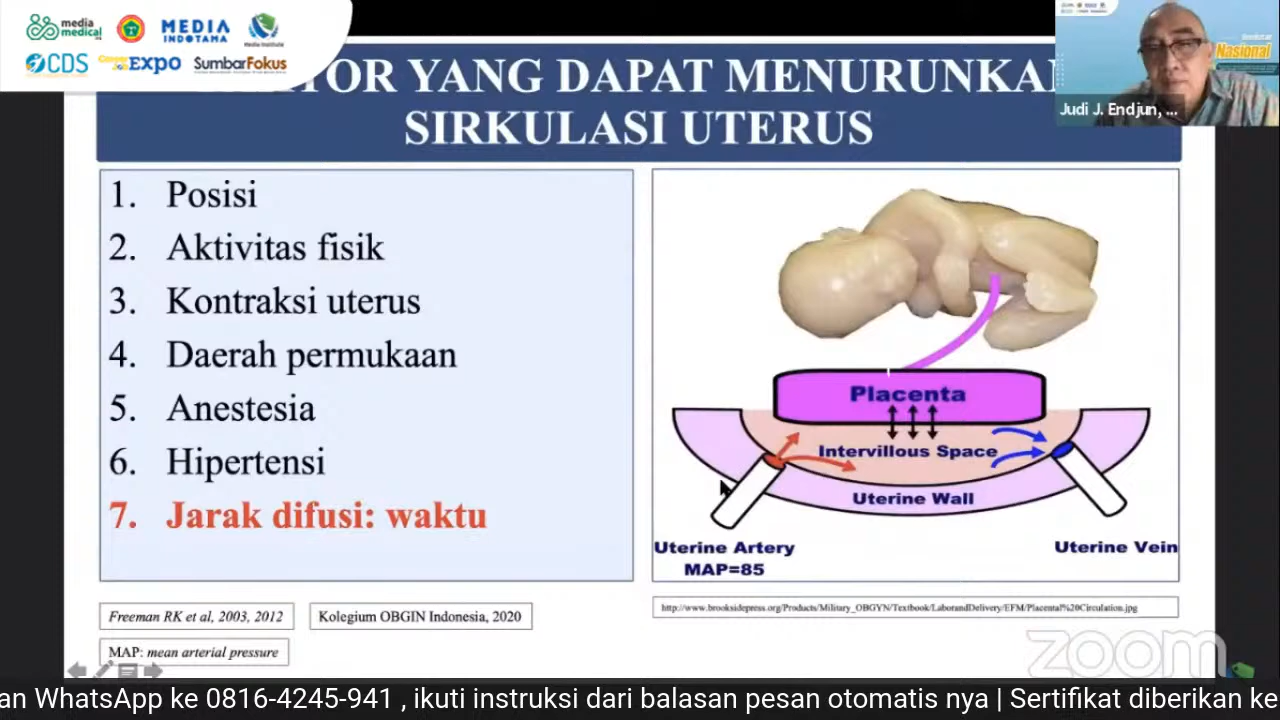 media
medical
MEDIA
INDOTAMA
Media Institute
CDS
EXPO
SumbarFokus
Nasional
Judi J. Endjun, ...
YANG DAPAT MENURUNKA
SIRKULASI UTERUS
1. Posisi
2. Aktivitas fisik
3. Kontraksi uterus
4. Daerah permukaan
5. Anestesia
6. Hipertensi
7. Jarak difusi: waktu
Placenta
Intervillous Space
Uterine Wall
Uterine Artery
MAP=85
Uterine Vein
Freeman RK et al, 2003, 2012
Kolegium OBGIN Indonesia, 2020
http://www.brooksidepress.org/Products/Military_OBGYN/Textbook/LaborandDelivery/EFM/Placental%20Circulation.jpg
MAP: mean arterial pressure
zoom
an WhatsApp ke 0816-4245-941 , ikuti instruksi dari balasan pesan otomatis nya | Sertifikat diberikan ke